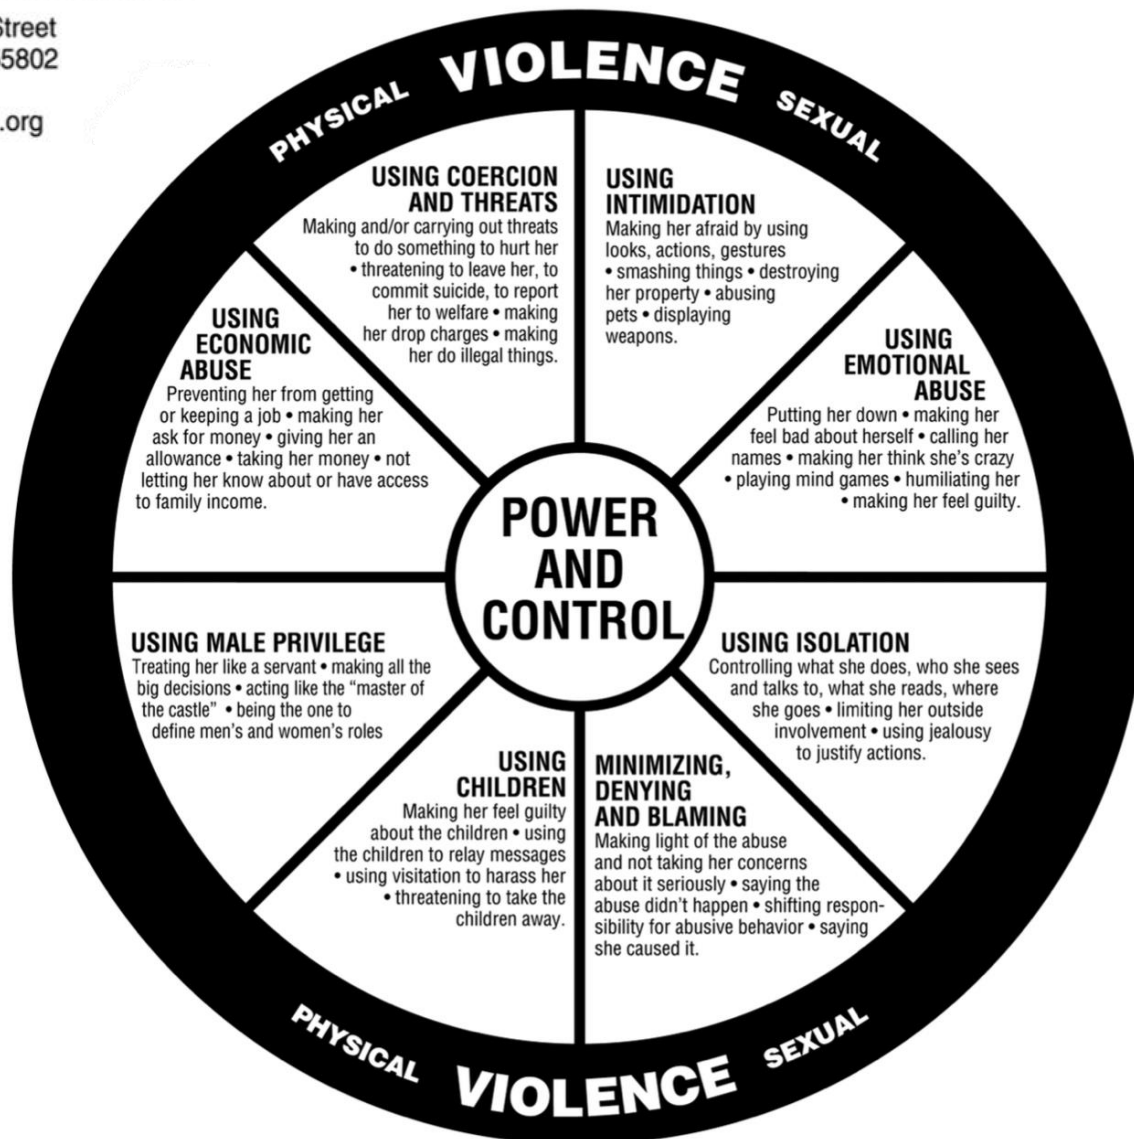 Street
5802
.org
PHYSICAL VIOLENCE SEXUAL
USING COERCION
AND THREATS
Making and/or carrying out threats
to do something to hurt her
• threatening to leave her, to
commit suicide, to report
her to welfare • making
her drop charges • making
her do illegal things.
USING
INTIMIDATION
Making her afraid by using
looks, actions, gestures
• smashing things • destroying
her property • abusing
pets • displaying
weapons.
USING
ECONOMIC
ABUSE
Preventing her from getting
or keeping a job • making her
ask for money • giving her an
allowance • taking her money • not
letting her know about or have access
to family income.
USING
EMOTIONAL
ABUSE
Putting her down • making her
feel bad about herself • calling her
names • making her think she's crazy
• playing mind games • humiliating her
• making her feel guilty.
POWER
AND
CONTROL
USING MALE PRIVILEGE
Treating her like a servant • making all the
big decisions • acting like the "master of
the castle" • being the one to
define men's and women's roles
USING ISOLATION
Controlling what she does, who she sees
and talks to, what she reads, where
she goes • limiting her outside
involvement • using jealousy
to justify actions.
USING
CHILDREN
Making her feel guilty
about the children • using
the children to relay messages
• using visitation to harass her
• threatening to take the
children away.
MINIMIZING,
DENYING
AND BLAMING
Making light of the abuse
and not taking her concerns
about it seriously • saying the
abuse didn't happen • shifting respon-
sibility for abusive behavior • saying
she caused it.
PHYSICAL VIOLENCE SEXUAL